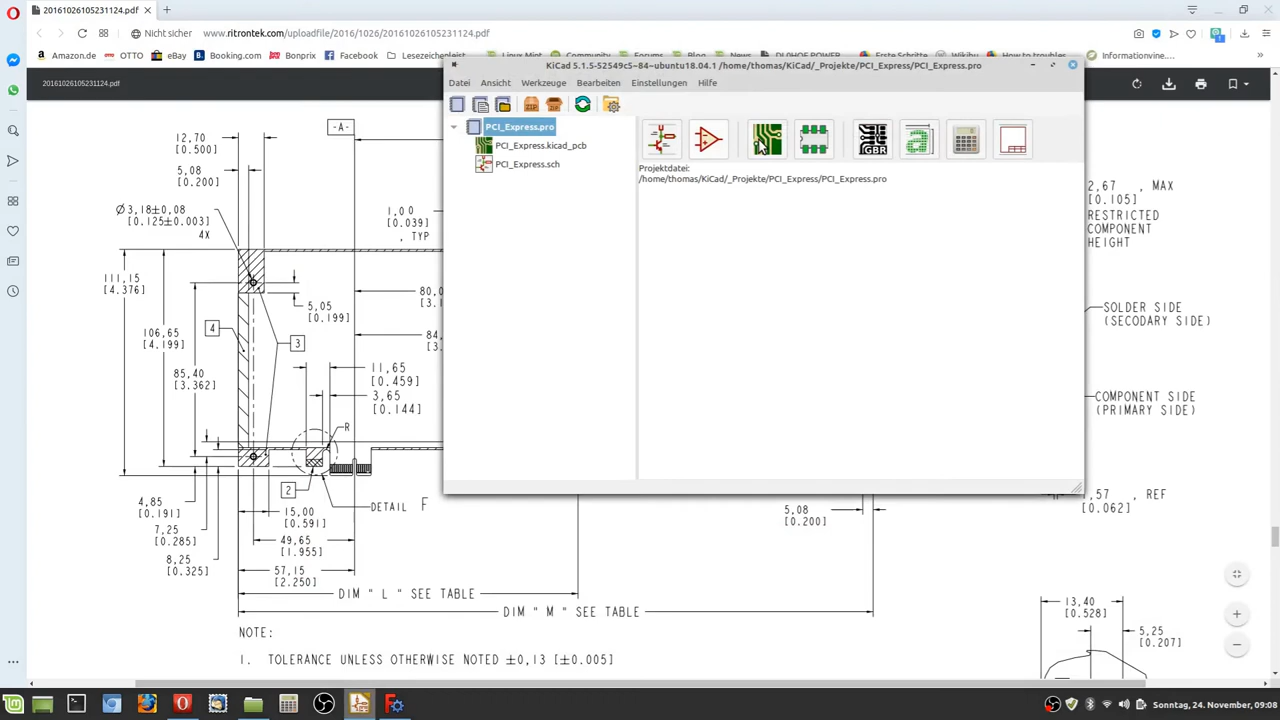 20161026105231124.pdf
Nicht sicher
www.ritrontek.com/uploadfile/2016/1026/20161026105231124.pdf
Amazon.de
OTTO
eBay
Booking.com
Fraport
Facebook
Lesezeichenleist...
Informationvine...
20161026105231124.pdf
KiCad 5.1.5-52549c5~84~ubuntu18.04.1 /home/thomas/KiCad/_Projekte/PCI_Express/PCI_Express.pro
Datei Ansicht Werkzeuge Bearbeiten Einstellungen Hilfe
PCI_Express.pro
PCI_Express.kicad_pcb
PCI_Express.sch
ZIP
ZIP
GBR
a
Projektdatei:
/home/thomas/KiCad/_Projekte/PCI_Express/PCI_Express.pro
12,70
[0.500]
-A-
5,08
[0.200]
Ø 3,18±0,08
[0.125±0.003]
4X
1,00
[0.039]
, TYP
111,15
[4.376]
5,05
[0.199]
106,65
[4.199]
4
3
85,40
[3.362]
11,65
[0.459]
3,65
[0.144]
R
2
DETAIL F
4,85
[0.191]
15,00
[0.591]
7,25
[0.285]
49,65
[1.955]
8,25
[0.325]
57,15
[2.250]
DIM " L " SEE TABLE
DIM " M " SEE TABLE
NOTE:
1. TOLERANCE UNLESS OTHERWISE NOTED ±0,13 [±0.005]
2,67 , MAX
[0.105]
RESTRICTED
COMPONENT
HEIGHT
SOLDER SIDE
(SECODARY SIDE)
COMPONENT SIDE
(PRIMARY SIDE)
1,57 , REF
[0.062]
5,08
[0.200]
13,40
[0.528]
5,25
[0.207]
Sonntag, 24. November, 09:08